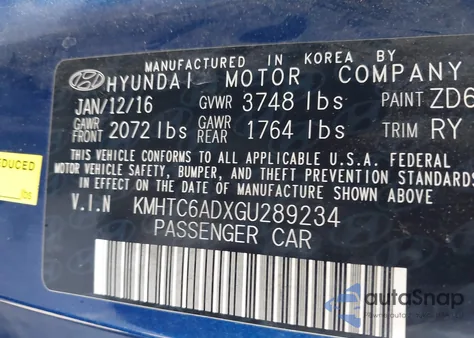 MANUFACTURED IN KOREA BY
HYUNDAI MOTOR COMPANY
JAN/12/16 GVWR 3748 lbs PAINT ZD6
GAWR FRONT 2072 lbs GAWR REAR 1764 lbs TRIM RY
THIS VEHICLE CONFORMS TO ALL APPLICABLE U.S.A. FEDERAL
MOTOR VEHICLE SAFETY, BUMPER, AND THEFT PREVENTION STANDARDS
IN EFFECT ON THE DATE OF MANUFACTURE SHOWN ABOVE.
V.I.N KMHTC6ADXGU289234
PASSENGER CAR
DUCED
autoSnap